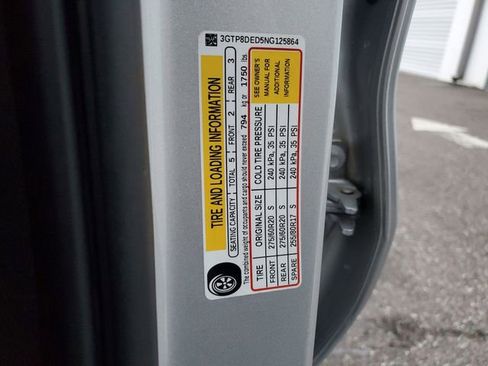 3GTP8DED5NG125864
TIRE AND LOADING INFORMATION
SEATING CAPACITY TOTAL 5 FRONT 2 REAR 3
The combined weight of occupants and cargo should never exceed 794 kg or 1750 lbs
TIRE ORIGINAL SIZE COLD TIRE PRESSURE
FRONT 275/60R20 S 240 kPa, 35 PSI
REAR 275/60R20 S 240 kPa, 35 PSI
SPARE 255/80R17 S 240 kPa, 35 PSI
SEE OWNER'S
MANUAL FOR
ADDITIONAL
INFORMATION